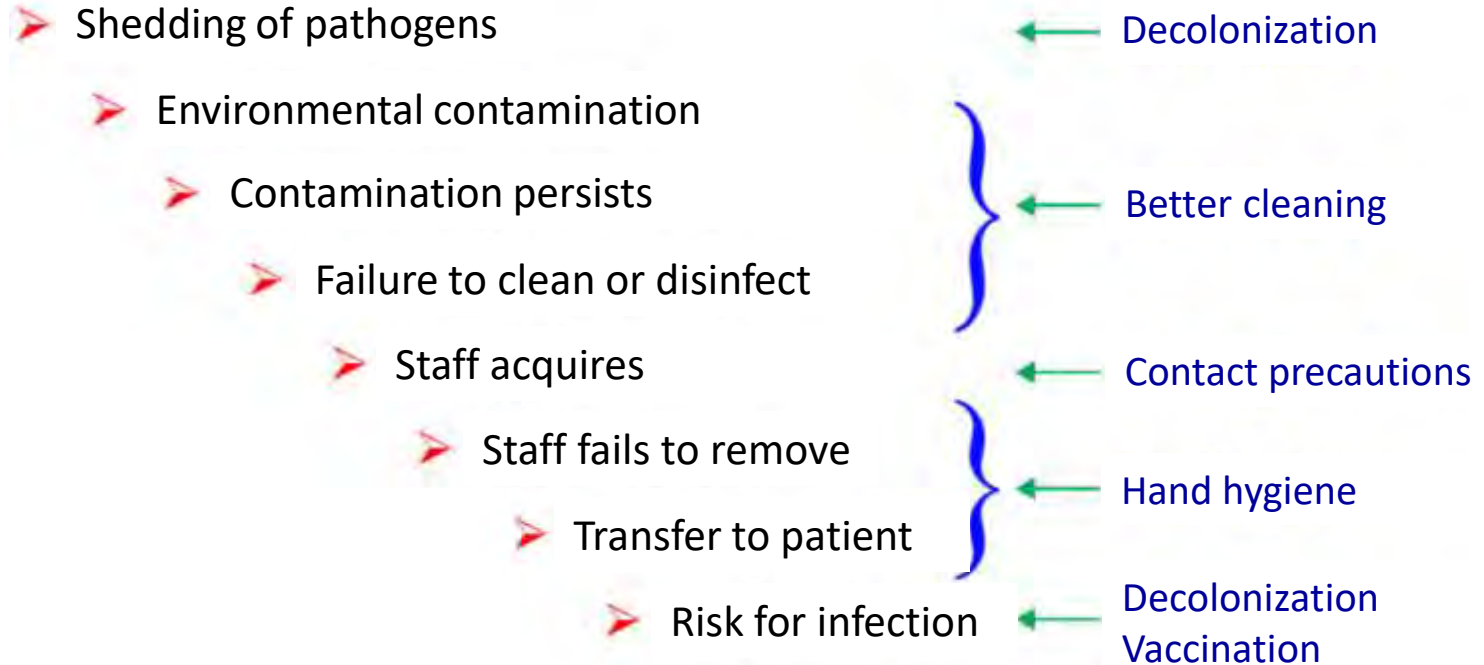 Shedding of pathogens
Decolonization
Environmental contamination
Contamination persists
Better cleaning
Failure to clean or disinfect
Staff acquires
Contact precautions
Staff fails to remove
Hand hygiene
Transfer to patient
Risk for infection
Decolonization
Vaccination